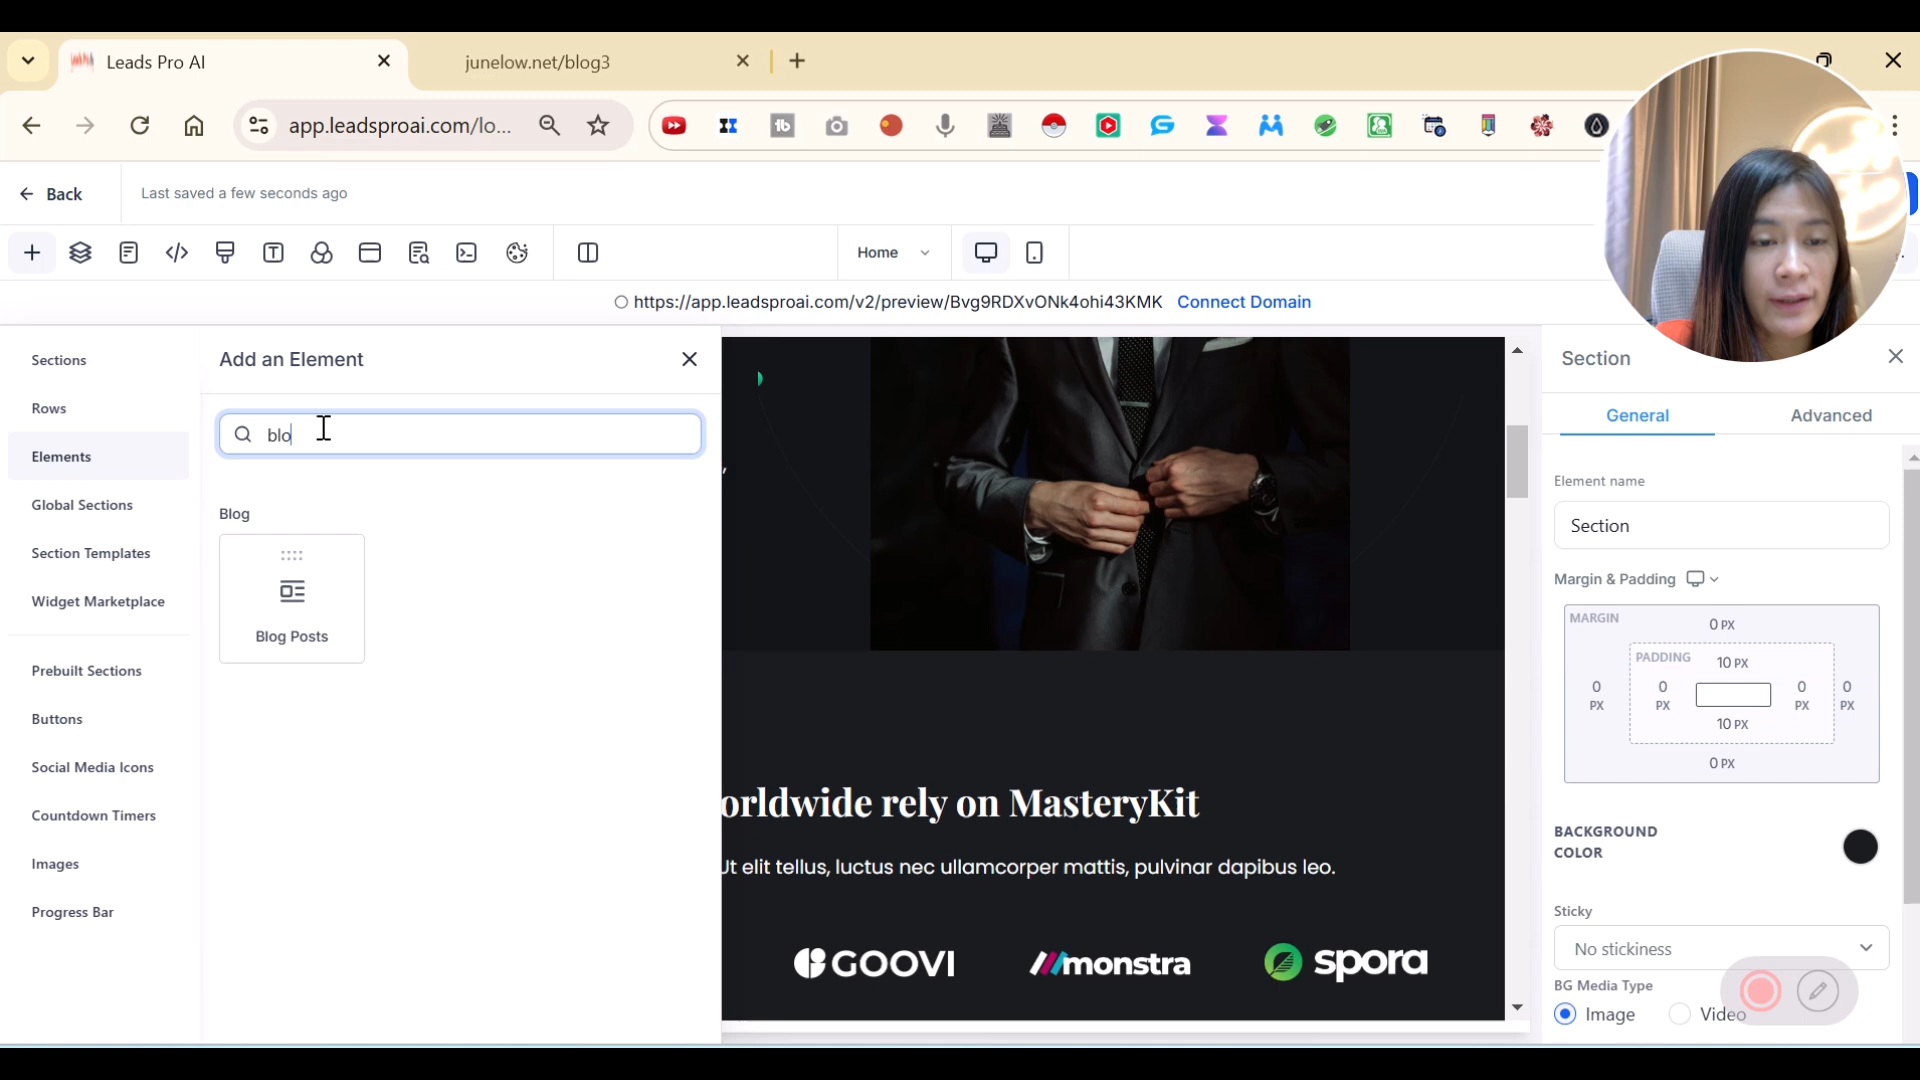 Leads Pro AI
junelow.net/blog3
app.leadsproai.com/lo...
Back
Last saved a few seconds ago
Home
https://app.leadsproai.com/v2/preview/Bvg9RDXvONk4ohi43KMK Connect Domain
Sections
Rows
Elements
Global Sections
Section Templates
Widget Marketplace
Prebuilt Sections
Buttons
Social Media Icons
Countdown Timers
Images
Progress Bar
Add an Element
blo
Blog
Blog Posts
orldwide rely on MasteryKit
Ut elit tellus, luctus nec ullamcorper mattis, pulvinar dapibus leo.
GOOVI
monstra
spora
Section
General
Advanced
Element name
Section
Margin & Padding
MARGIN
0 PX
PADDING
10 PX
0 PX
0 PX
0 PX
0 PX
10 PX
0 PX
BACKGROUND COLOR
Sticky
No stickiness
BG Media Type
Image
Video